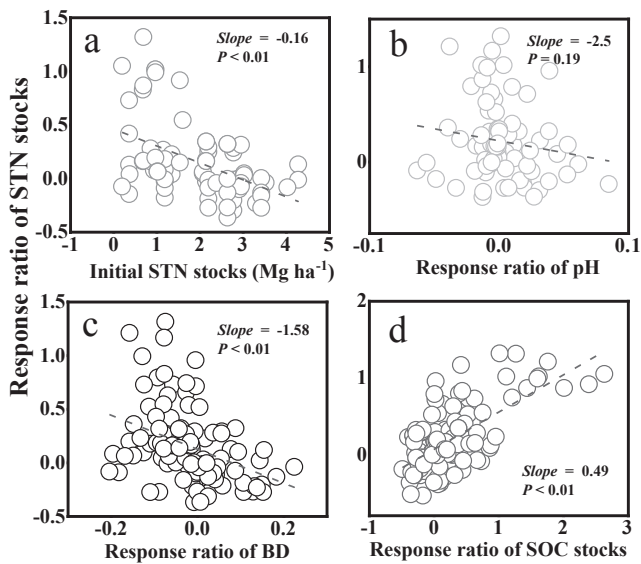 Response ratio of STN stocks
a
Slope = -0.16
P < 0.01
1.5
1.0
0.5
0.0
-0.5
-1 0 1 2 3 4 5
Initial STN stocks (Mg ha⁻¹)
b
Slope = -2.5
P = 0.19
1
0
-0.1 0.0 0.1
Response ratio of pH
c
Slope = -1.58
P < 0.01
1.5
1.0
0.5
0.0
-0.5
-0.2 0.0 0.2
Response ratio of BD
d
Slope = 0.49
P < 0.01
2
1
0
-1 0 1 2 3
Response ratio of SOC stocks